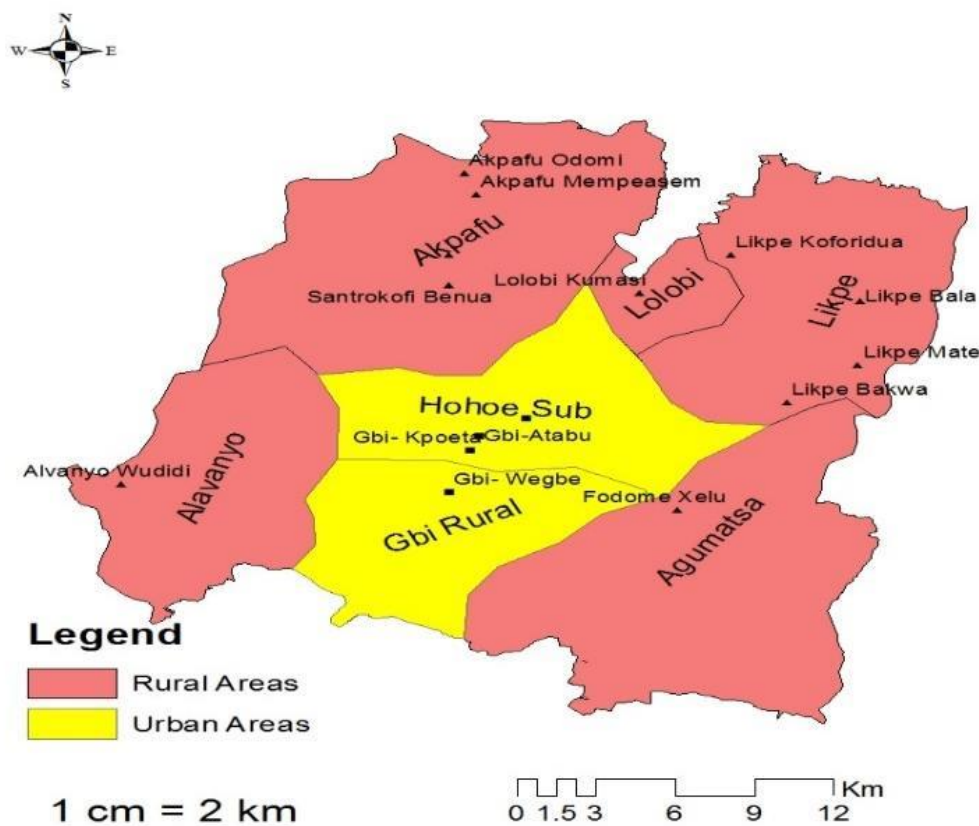 N
W E
S
Akpafu Odomi
Akpafu Mempeasem
Akpafu
Likpe Koforidua
Lolobi Kumasi
Santrokofi Benua
Lolobi
Likpe
Likpe Bala
Likpe Mate
Likpe Bakwa
Hohoe Sub
Gbi- Kpoeta
Gbi-Atabu
Alvanyo Wudidi
Alavanyo
Gbi- Wegbe
Fodome Xelu
Gbi Rural
Agumatsa
Legend
Rural Areas
Urban Areas
1 cm = 2 km
Km
0 1.5 3 6 9 12